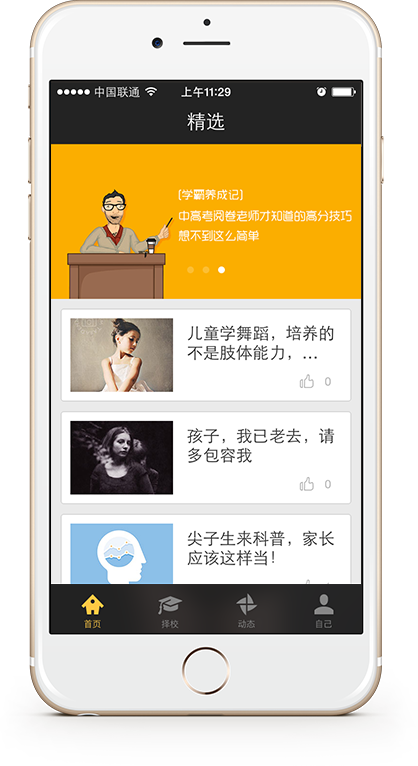 中国联通 上午11:29
精选
[学霸养成记]
中高考阅卷老师才知道的高分技巧
想不到这么简单
儿童学舞蹈，培养的
不是肢体能力，...
0
孩子，我已老去，请
多包容我
0
尖子生来科普，家长
应该这样当！
首页 择校 动态 自己